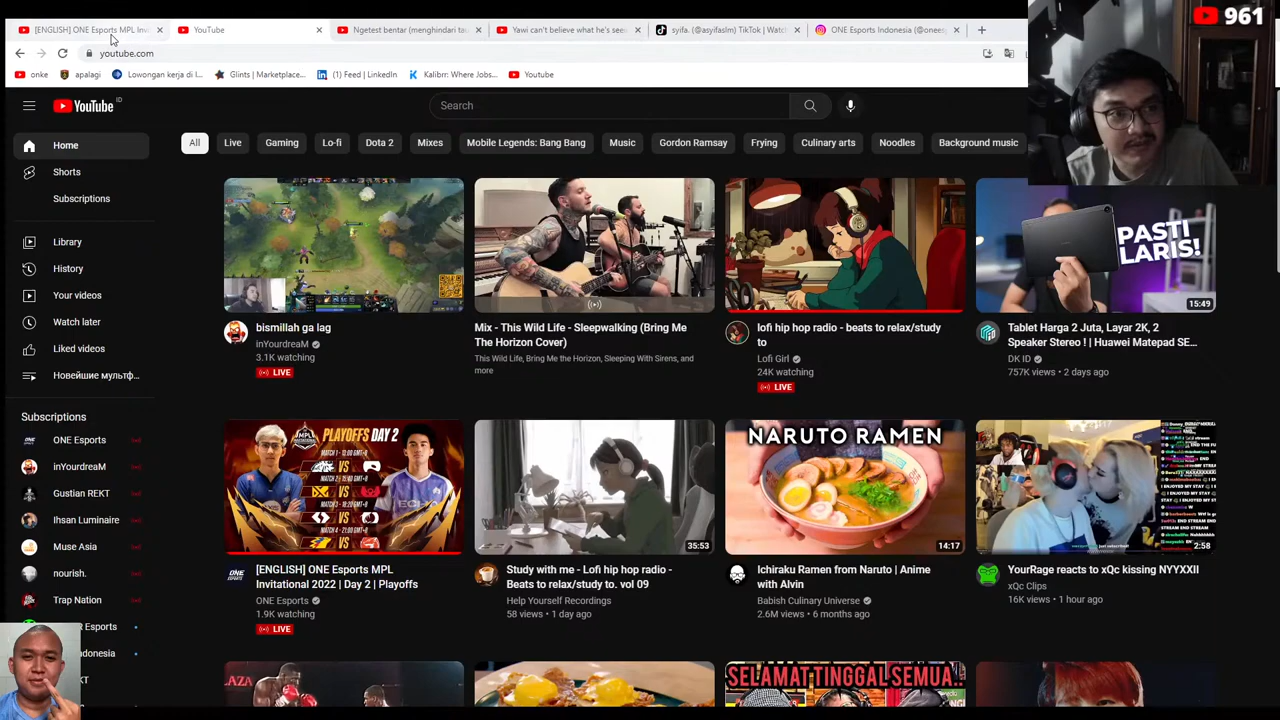 [ENGLISH] ONE Esports MPL Inv
YouTube
Ngetest bentar (menghindari tau
Yawi can't believe what he's see
syifa. (@asyifaslm) TikTok | Watch
ONE Esports Indonesia (@onees
961
youtube.com
onke
apalagi
Lowongan kerja di I...
Glints | Marketplace...
(1) Feed | LinkedIn
Kalibrr: Where Jobs...
Youtube
YouTube ID
Search
All
Live
Gaming
Lo-fi
Dota 2
Mixes
Mobile Legends: Bang Bang
Music
Gordon Ramsay
Frying
Culinary arts
Noodles
Background music
Home
Shorts
Subscriptions
Library
History
Your videos
Watch later
Liked videos
Новейшие мультф...
Subscriptions
ONE Esports
inYourdreaM
Gustian REKT
Ihsan Luminaire
Muse Asia
nourish.
Trap Nation
R Esports
donesia
KT
bismillah ga lag
inYourdreaM
3.1K watching
LIVE
Mix - This Wild Life - Sleepwalking (Bring Me
The Horizon Cover)
This Wild Life, Bring Me the Horizon, Sleeping With Sirens, and
more
lofi hip hop radio - beats to relax/study
to
Lofi Girl
24K watching
LIVE
PASTI
LARIS!
15:49
Tablet Harga 2 Juta, Layar 2K, 2
Speaker Stereo ! | Huawei Matepad SE...
DK ID
757K views • 2 days ago
PLAYOFFS DAY 2
VS
VS
VS
VS
[ENGLISH] ONE Esports MPL
Invitational 2022 | Day 2 | Playoffs
ONE Esports
1.9K watching
LIVE
35:53
Study with me - Lofi hip hop radio -
Beats to relax/study to. vol 09
Help Yourself Recordings
58 views • 1 day ago
NARUTO RAMEN
14:17
Ichiraku Ramen from Naruto | Anime
with Alvin
Babish Culinary Universe
2.6M views • 6 months ago
2:58
YourRage reacts to xQc kissing NYYXXII
xQc Clips
16K views • 1 hour ago
SELAMAT TINGGAL SEMUA..